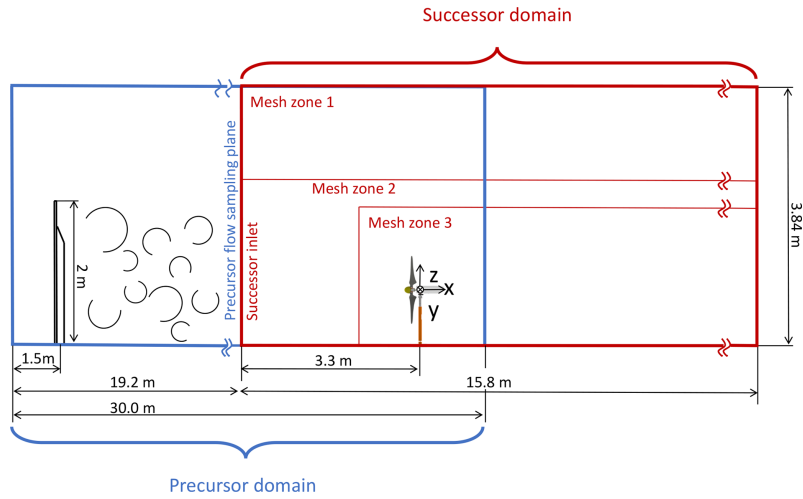 Successor domain
Mesh zone 1
Precursor flow sampling plane
Successor inlet
Mesh zone 2
Mesh zone 3
2 m
z
x
y
3.84 m
1.5m
3.3 m
19.2 m
15.8 m
30.0 m
Precursor domain